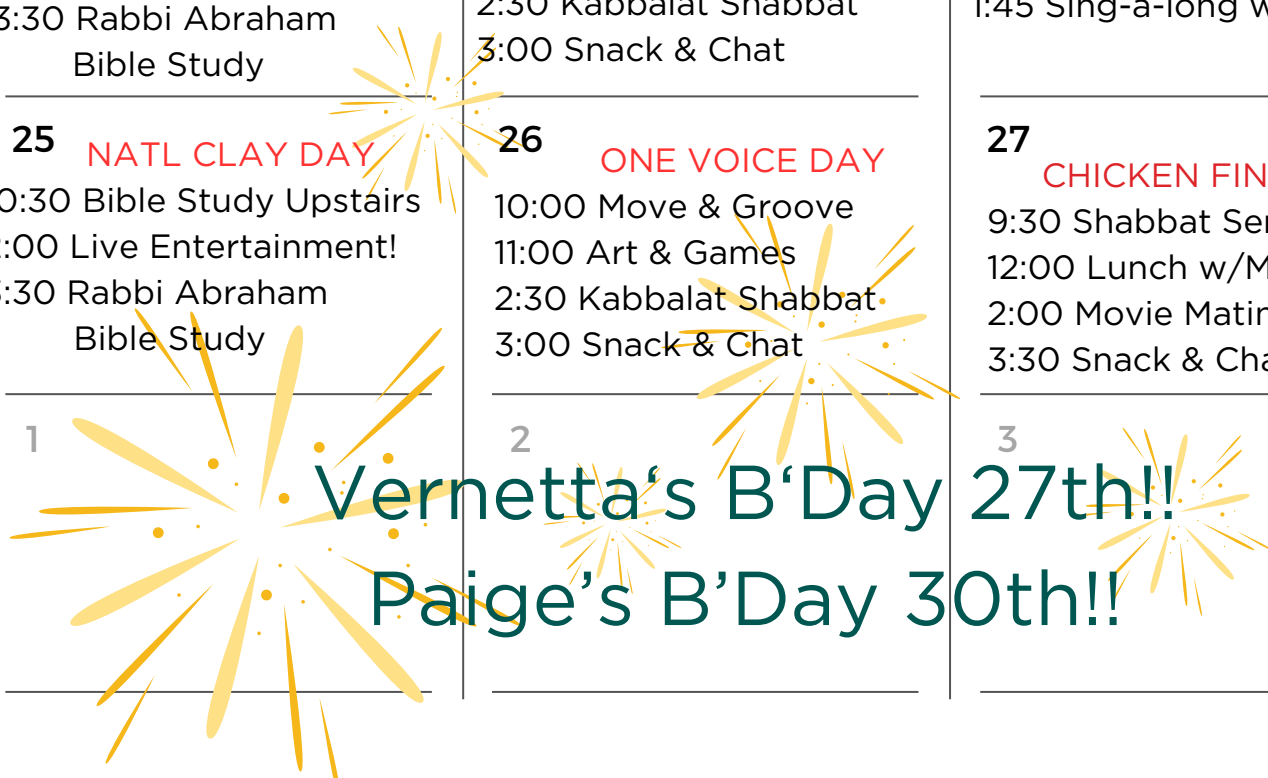 3:30 Rabbi Abraham
Bible Study
2:30 Kabbalat Shabbat
3:00 Snack & Chat
1:45 Sing-a-long
25
NATL CLAY DAY
0:30 Bible Study Upstairs
:00 Live Entertainment!
:30 Rabbi Abraham
Bible Study
26
ONE VOICE DAY
10:00 Move & Groove
11:00 Art & Games
2:30 Kabbalat Shabbat
3:00 Snack & Chat
27
CHICKEN FIN
9:30 Shabbat Ser
12:00 Lunch w/M
2:00 Movie Matin
3:30 Snack & Cha
1
2
3
Vernetta‘s B‘Day 27th!!
Paige’s B’Day 30th!!